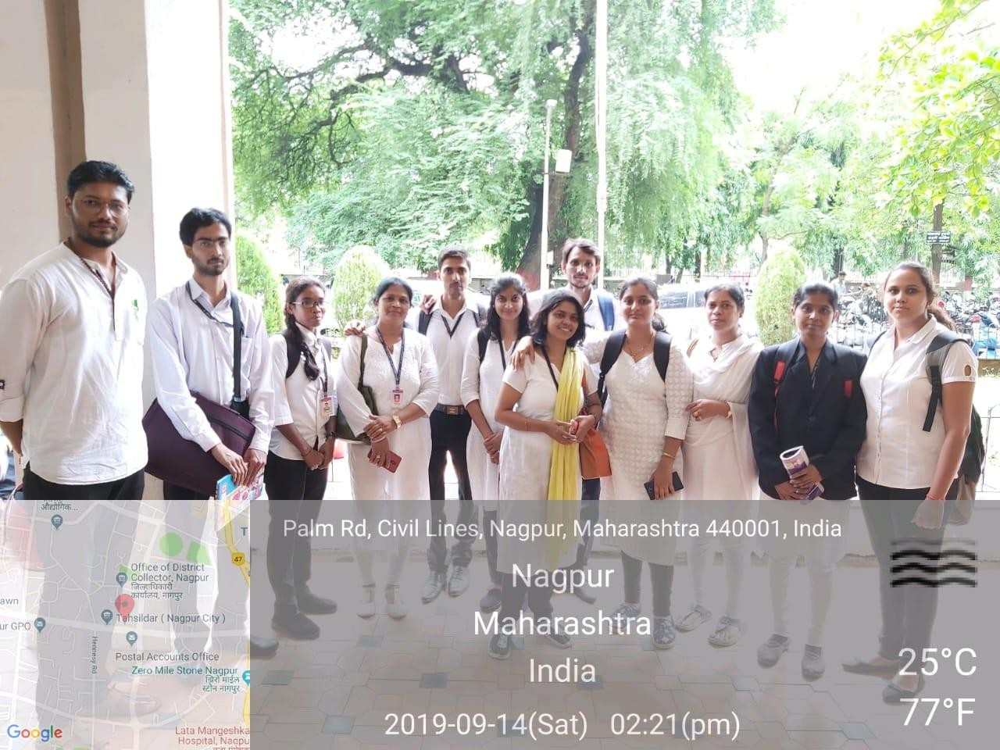 Palm Rd, Civil Lines, Nagpur, Maharashtra 440001, India
Nagpur
Maharashtra
India
2019-09-14(Sat) 02:21(pm)
25°C
77°F
औद्योगिक...
47
Office of District
Collector, Nagpur
जिल्हाधिकारी
कार्यालय, नागपुर
awn
ur GPO
Tahsildar ( Nagpur City )
Hennesy Rd
Postal Accounts Office
Zero Mile Stone Nagpur
झिरो माईल
स्टोन नागपुर
Google
Lata Mangeshka
Hospital, Nagpu